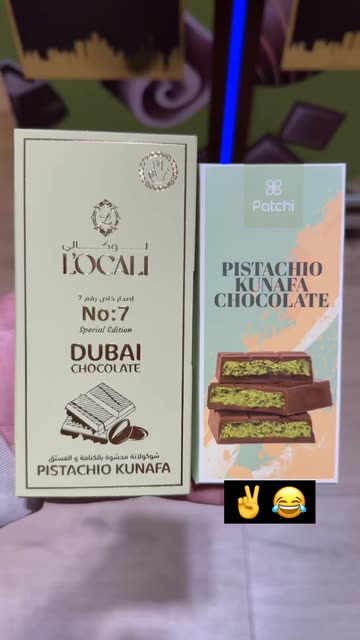 لـوكـالي
L'OCALI
إصدار خاص رقم 7
No:7
Special Edition
DUBAI
CHOCOLATE
شوكولاتة محشوة بالكنافة و الفستق
PISTACHIO KUNAFA
Patchi
PISTACHIO
KUNAFA
CHOCOLATE
✌️😂